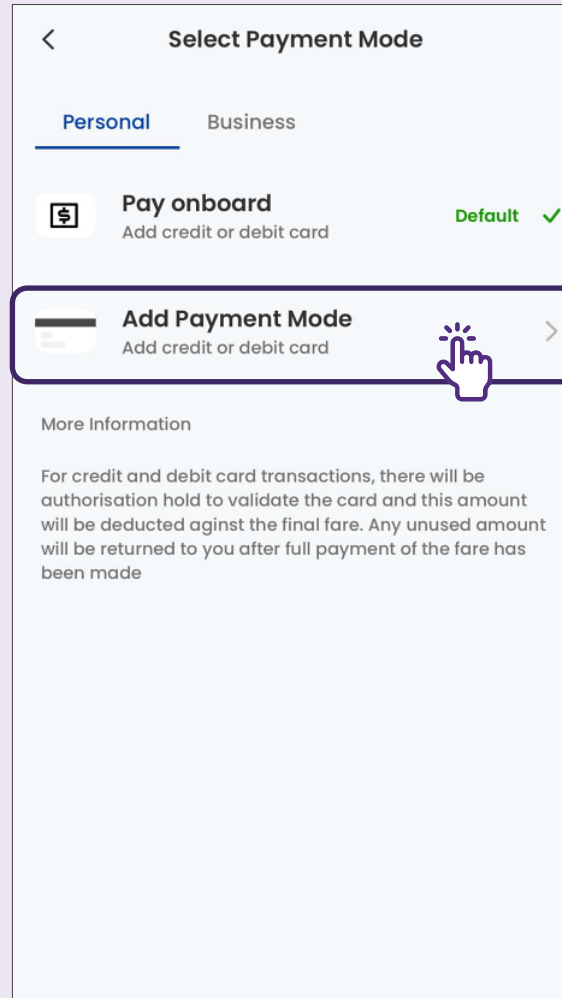 Select Payment Mode
Personal Business
Pay onboard
Add credit or debit card
Default
Add Payment Mode
Add credit or debit card
More Information
For credit and debit card transactions, there will be
authorisation hold to validate the card and this amount
will be deducted aginst the final fare. Any unused amount
will be returned to you after full payment of the fare has
been made